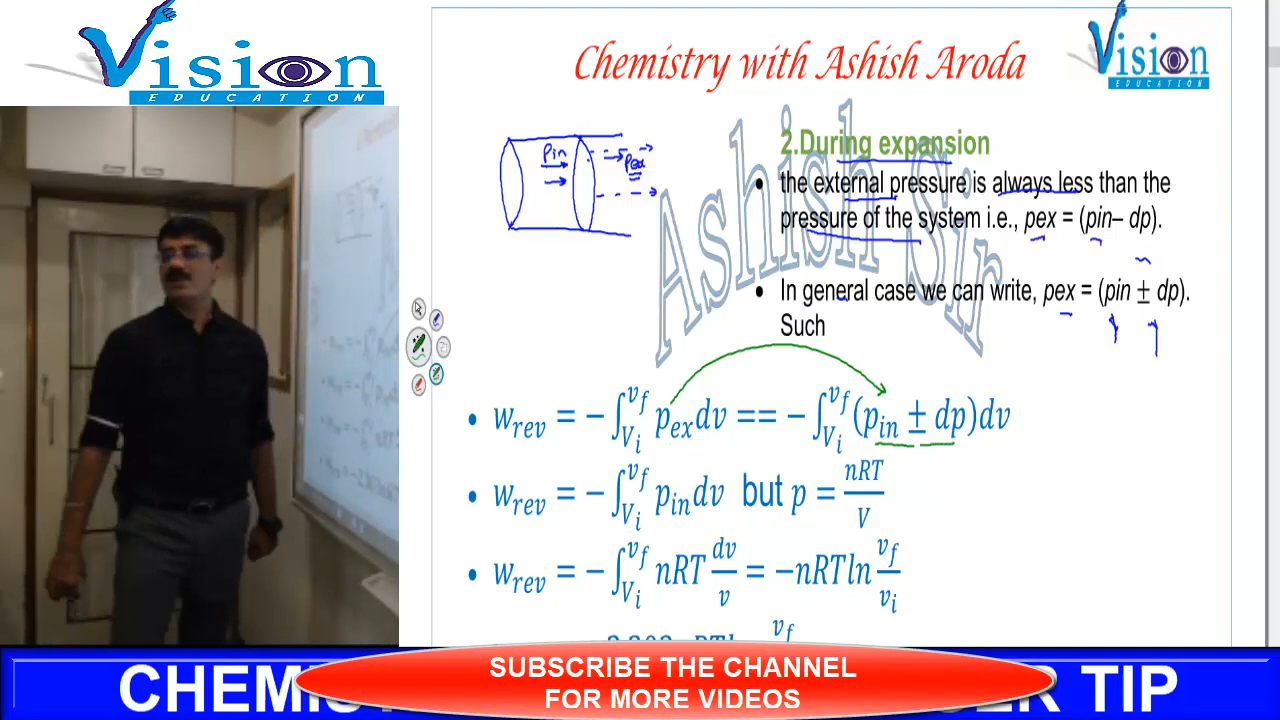 Vision
EDUCATION
Chemistry with Ashish Aroda
Vision
EDUCATION
Ashish Sir
2.During expansion
• the external pressure is always less than the
pressure of the system i.e., pex = (pin– dp).
• In general case we can write, pex = (pin ± dp).
Such
pin
pex
• w_rev = − ∫_{V_i}^{v_f} p_ex dv == − ∫_{V_i}^{v_f} (p_in ± dp)dv
• w_rev = − ∫_{V_i}^{v_f} p_in dv but p = nRT/V
• w_rev = − ∫_{V_i}^{v_f} nRT dv/v = −nRTln v_f/v_i
SUBSCRIBE THE CHANNEL
FOR MORE VIDEOS
CHEM
TIP